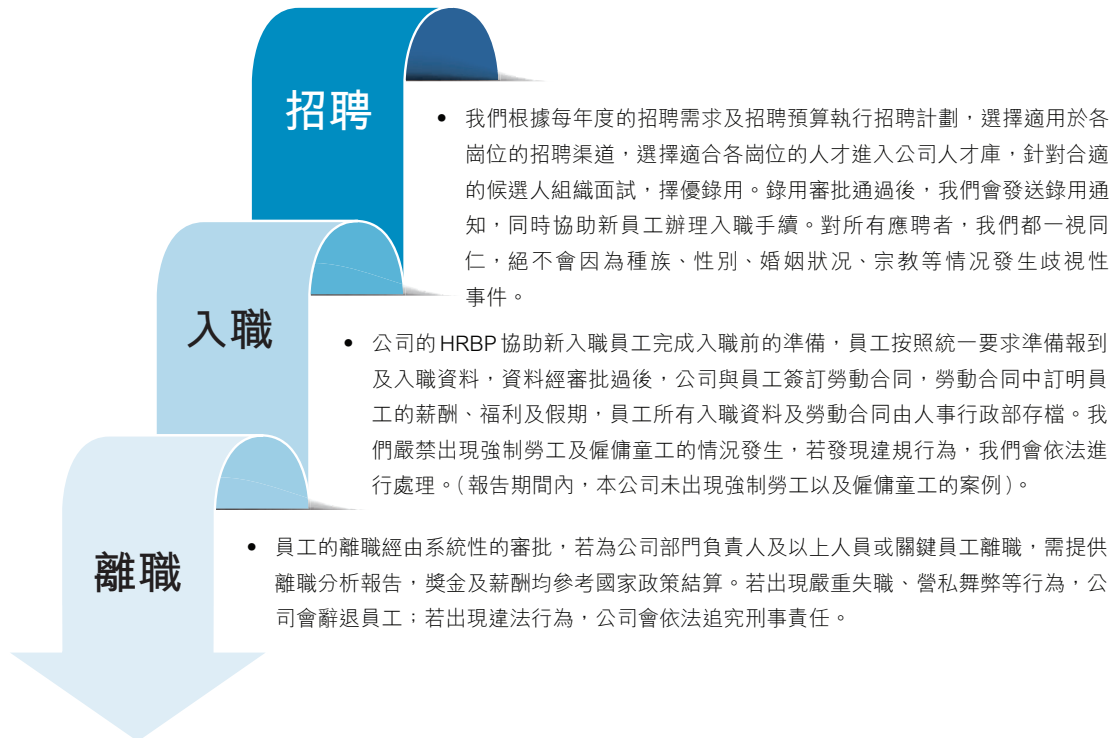 招聘
• 我們根據每年度的招聘需求及招聘預算執行招聘計劃，選擇適用於各
崗位的招聘渠道，選擇適合各崗位的人才進入公司人才庫，針對合適
的候選人組織面試，擇優錄用。錄用審批通過後，我們會發送錄用通
知，同時協助新員工辦理入職手續。對所有應聘者，我們都一視同
仁，絕不會因為種族、性別、婚姻狀況、宗教等情況發生歧視性
事件。
入職
• 公司的HRBP協助新入職員工完成入職前的準備，員工按照統一要求準備報到
及入職資料，資料經審批過後，公司與員工簽訂勞動合同，勞動合同中訂明員
工的薪酬、福利及假期，員工所有入職資料及勞動合同由人事行政部存檔。我
們嚴禁出現強制勞工及僱傭童工的情況發生，若發現違規行為，我們會依法進
行處理。（報告期間內，本公司未出現強制勞工以及僱傭童工的案例）。
離職
• 員工的離職經由系統性的審批，若為公司部門負責人及以上人員或關鍵員工離職，需提供
離職分析報告，獎金及薪酬均參考國家政策結算。若出現嚴重失職、營私舞弊等行為，公
司會辭退員工；若出現違法行為，公司會依法追究刑事責任。